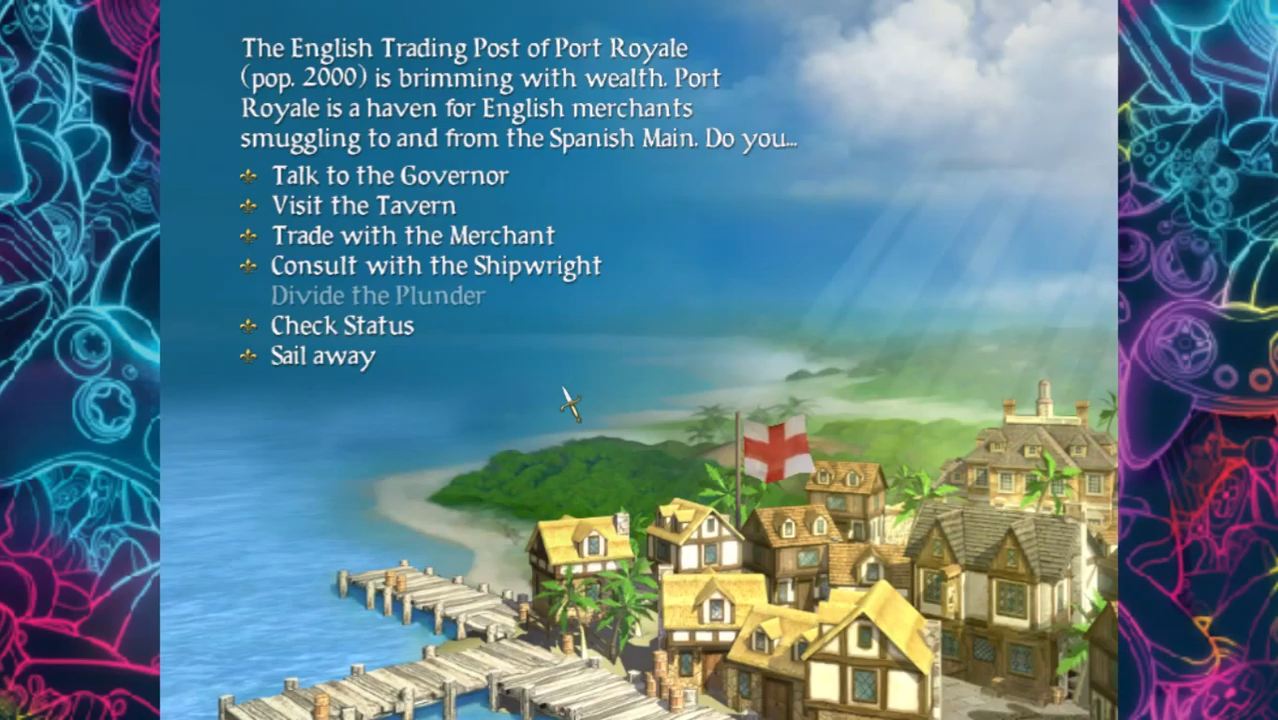 The English Trading Post of Port Royale
(pop. 2000) is brimming with wealth. Port
Royale is a haven for English merchants
smuggling to and from the Spanish Main. Do you...
Talk to the Governor
Visit the Tavern
Trade with the Merchant
Consult with the Shipwright
Divide the Plunder
Check Status
Sail away